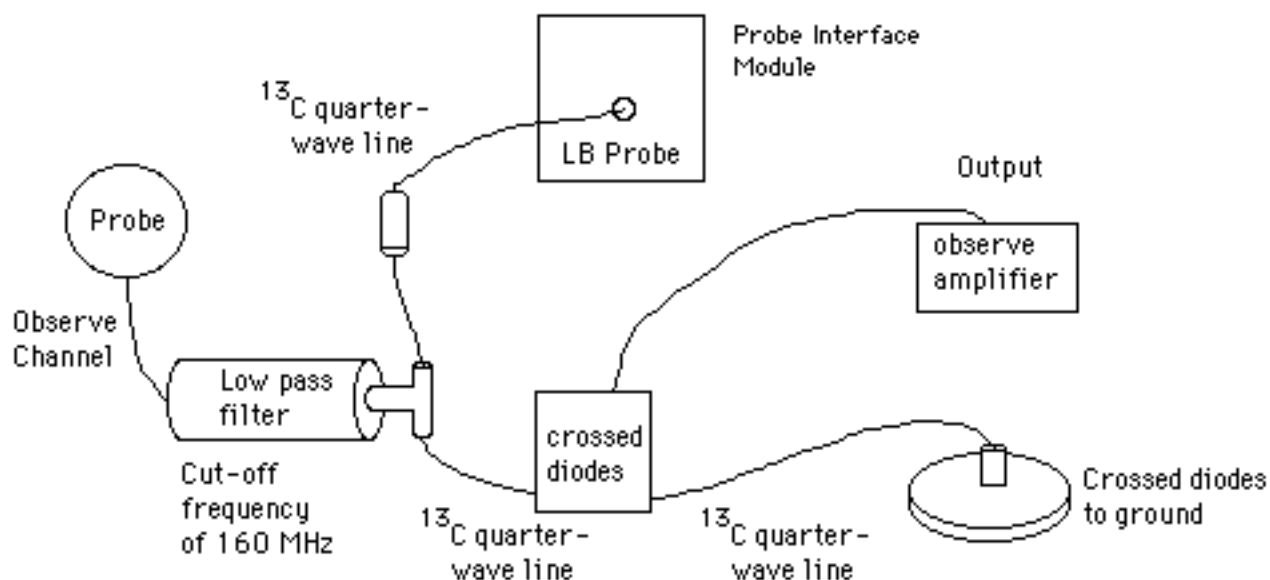 Probe Interface
Module
¹³C quarter-
wave line
LB Probe
Output
Probe
observe
amplifier
Observe
Channel
Low pass
filter
crossed
diodes
Cut-off
frequency
of 160 MHz
¹³C quarter-
wave line
¹³C quarter-
wave line
Crossed diodes
to ground